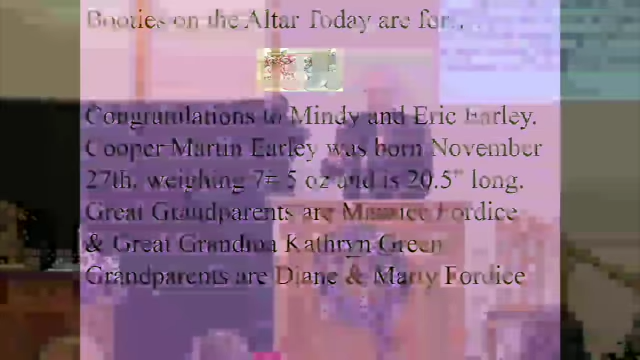 Booties on the Altar Today are for...
Congratulations to Mindy and Eric Earley.
Cooper Martin Earley was born November
27th, weighing 7# 5 oz and is 20.5" long.
Great Grandparents are Maurice Fordice
& Great Grandma Kathryn Green
Grandparents are Diane & Marty Fordice